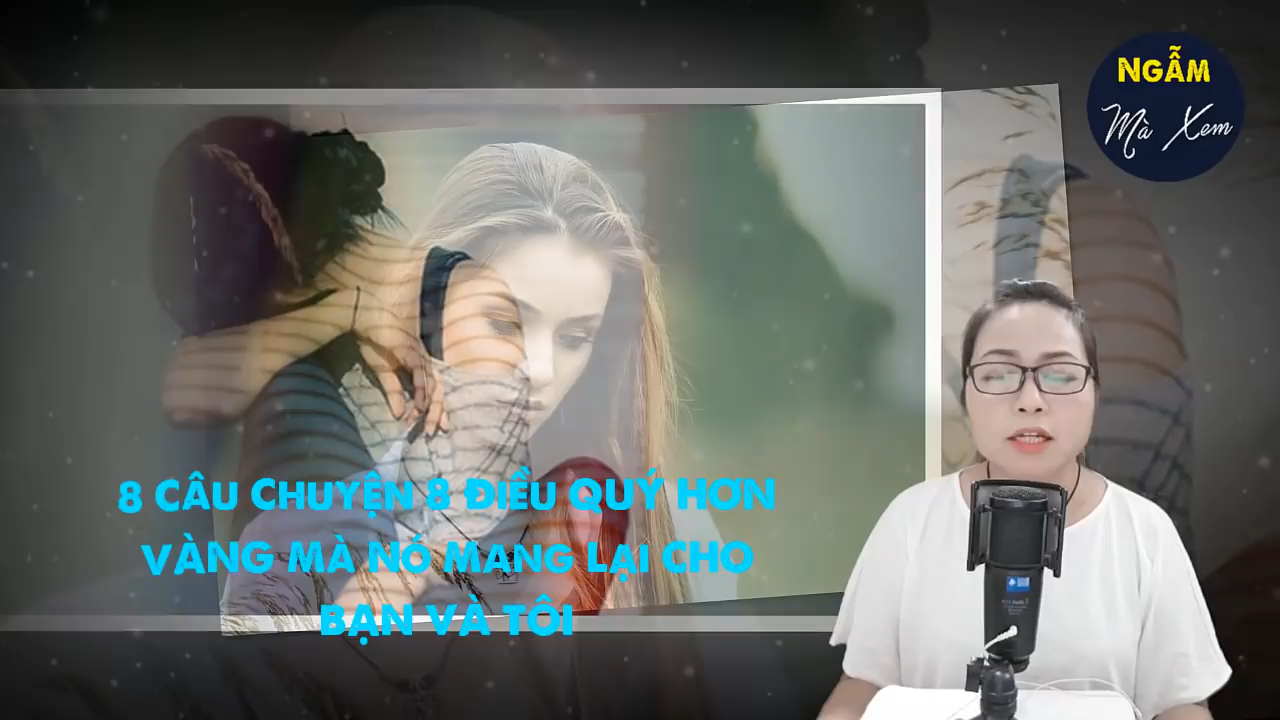 NGẪM
Mà Xem
8 CÂU CHUYỆN 8 ĐIỀU QUÝ HƠN
VÀNG MÀ NÓ MANG LẠI CHO
BẠN VÀ TÔI